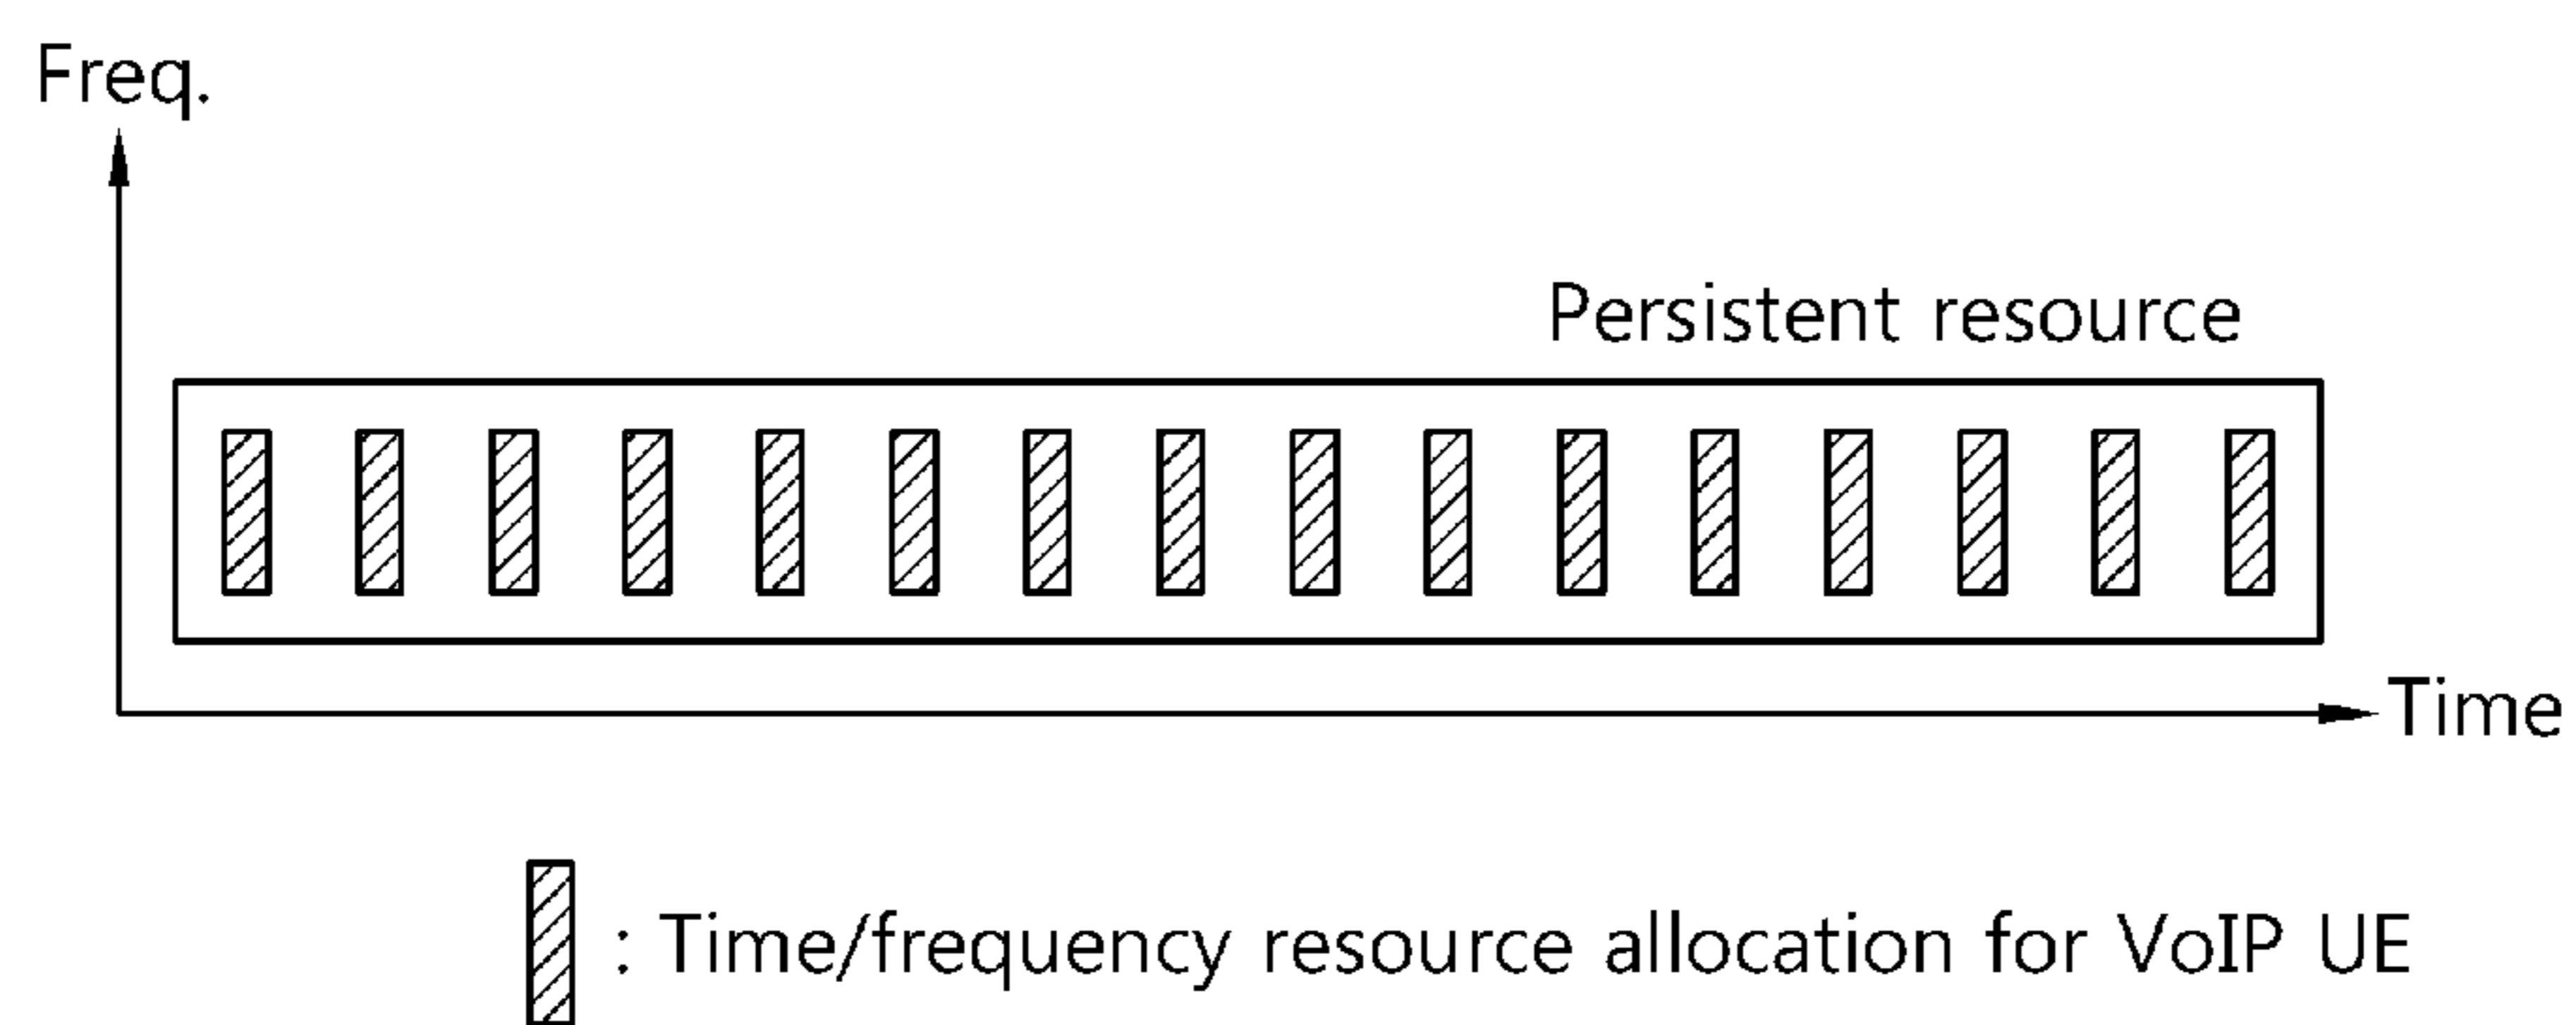 Freq.
Persistent resource
Time
: Time/frequency resource allocation for VoIP UE